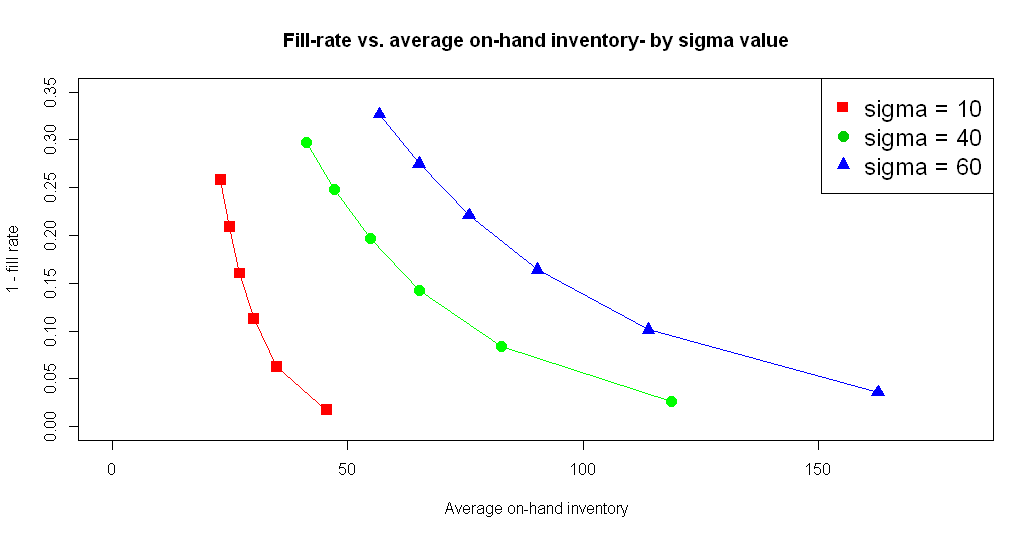 Fill-rate vs. average on-hand inventory- by sigma value
sigma = 10
sigma = 40
sigma = 60
1 - fill rate
0.35
0.30
0.25
0.20
0.15
0.10
0.05
0.00
0 50 100 150
Average on-hand inventory